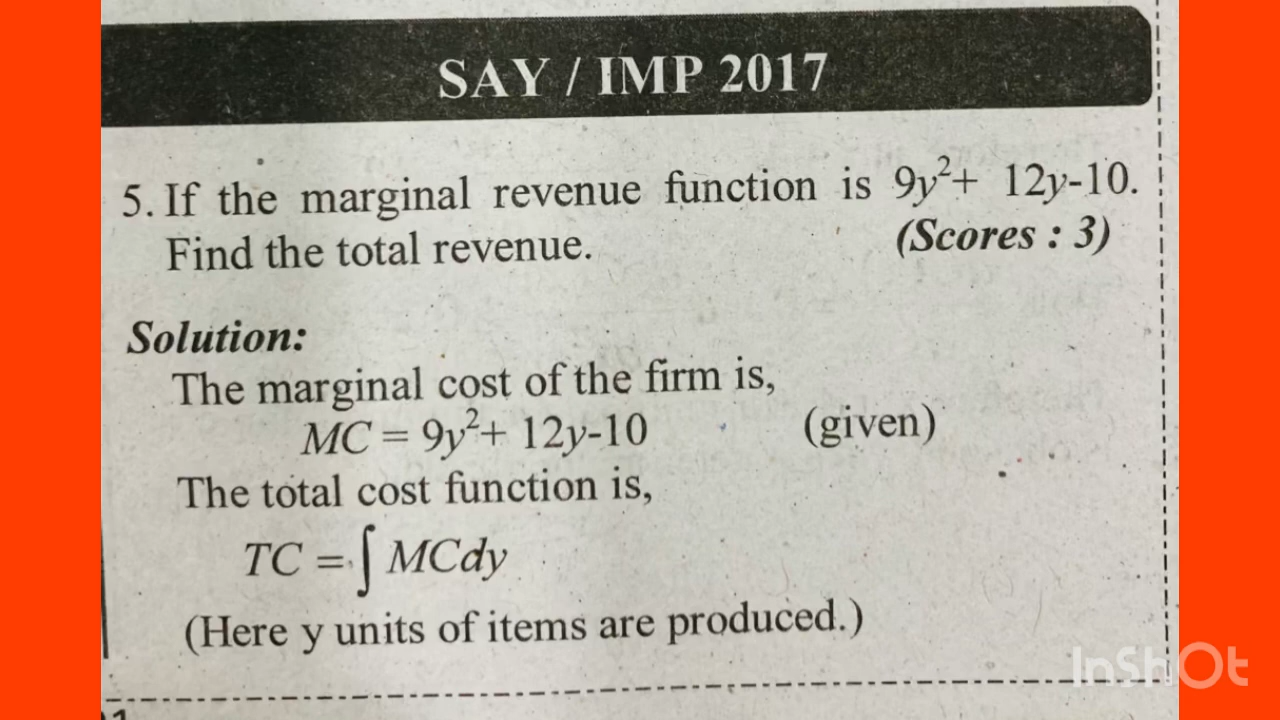 SAY / IMP 2017
5. If the marginal revenue function is 9y²+ 12y-10.
Find the total revenue. (Scores : 3)
Solution:
The marginal cost of the firm is,
MC = 9y²+ 12y-10 (given)
The total cost function is,
TC = ∫ MCdy
(Here y units of items are produced.)
InShOt